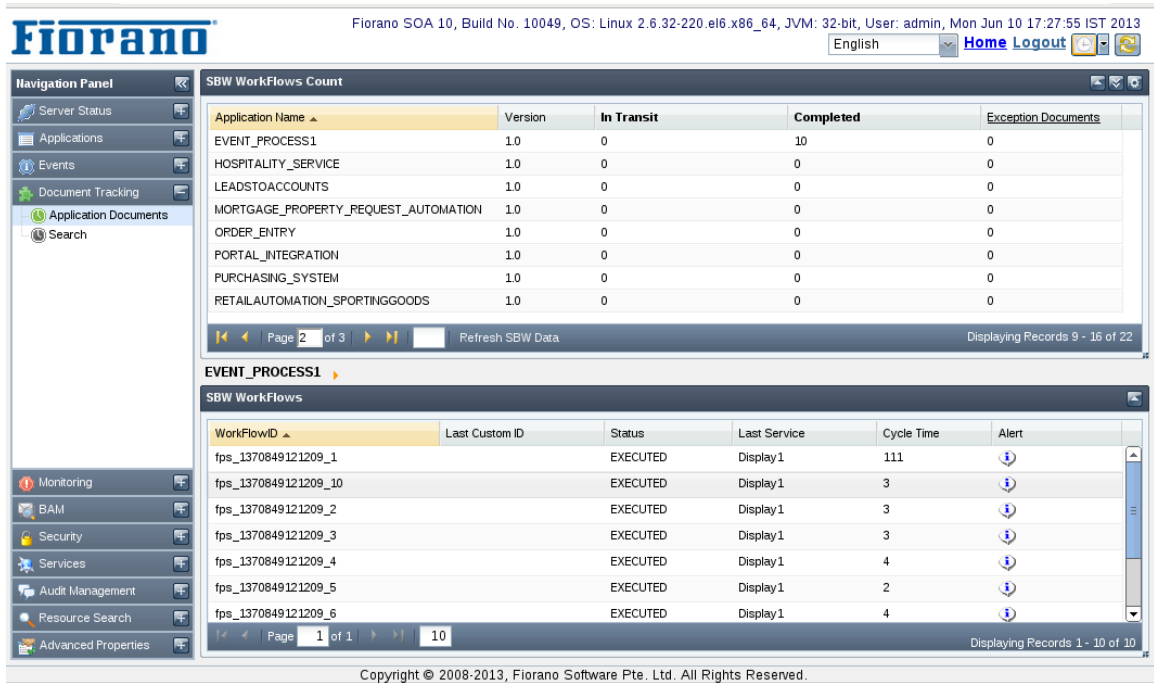 Fiorano
Fiorano SOA 10, Build No. 10049, OS: Linux 2.6.32-220.el6.x86_64, JVM: 32-bit, User: admin, Mon Jun 10 17:27:55 IST 2013
English Home Logout
Navigation Panel
Server Status
Applications
Events
Document Tracking
Application Documents
Search
Monitoring
BAM
Security
Services
Audit Management
Resource Search
Advanced Properties
SBW WorkFlows Count
Application Name Version In Transit Completed Exception Documents
EVENT_PROCESS1 1.0 0 10 0
HOSPITALITY_SERVICE 1.0 0 0 0
LEADSTOACCOUNTS 1.0 0 0 0
MORTGAGE_PROPERTY_REQUEST_AUTOMATION 1.0 0 0 0
ORDER_ENTRY 1.0 0 0 0
PORTAL_INTEGRATION 1.0 0 0 0
PURCHASING_SYSTEM 1.0 0 0 0
RETAILAUTOMATION_SPORTINGGOODS 1.0 0 0 0
Page 2 of 3 Refresh SBW Data Displaying Records 9 - 16 of 22
EVENT_PROCESS1
SBW WorkFlows
WorkFlowID Last Custom ID Status Last Service Cycle Time Alert
fps_1370849121209_1 EXECUTED Display1 111
fps_1370849121209_10 EXECUTED Display1 3
fps_1370849121209_2 EXECUTED Display1 3
fps_1370849121209_3 EXECUTED Display1 3
fps_1370849121209_4 EXECUTED Display1 4
fps_1370849121209_5 EXECUTED Display1 2
fps_1370849121209_6 EXECUTED Display1 4
Page 1 of 1 10 Displaying Records 1 - 10 of 10
Copyright © 2008-2013, Fiorano Software Pte. Ltd. All Rights Reserved.